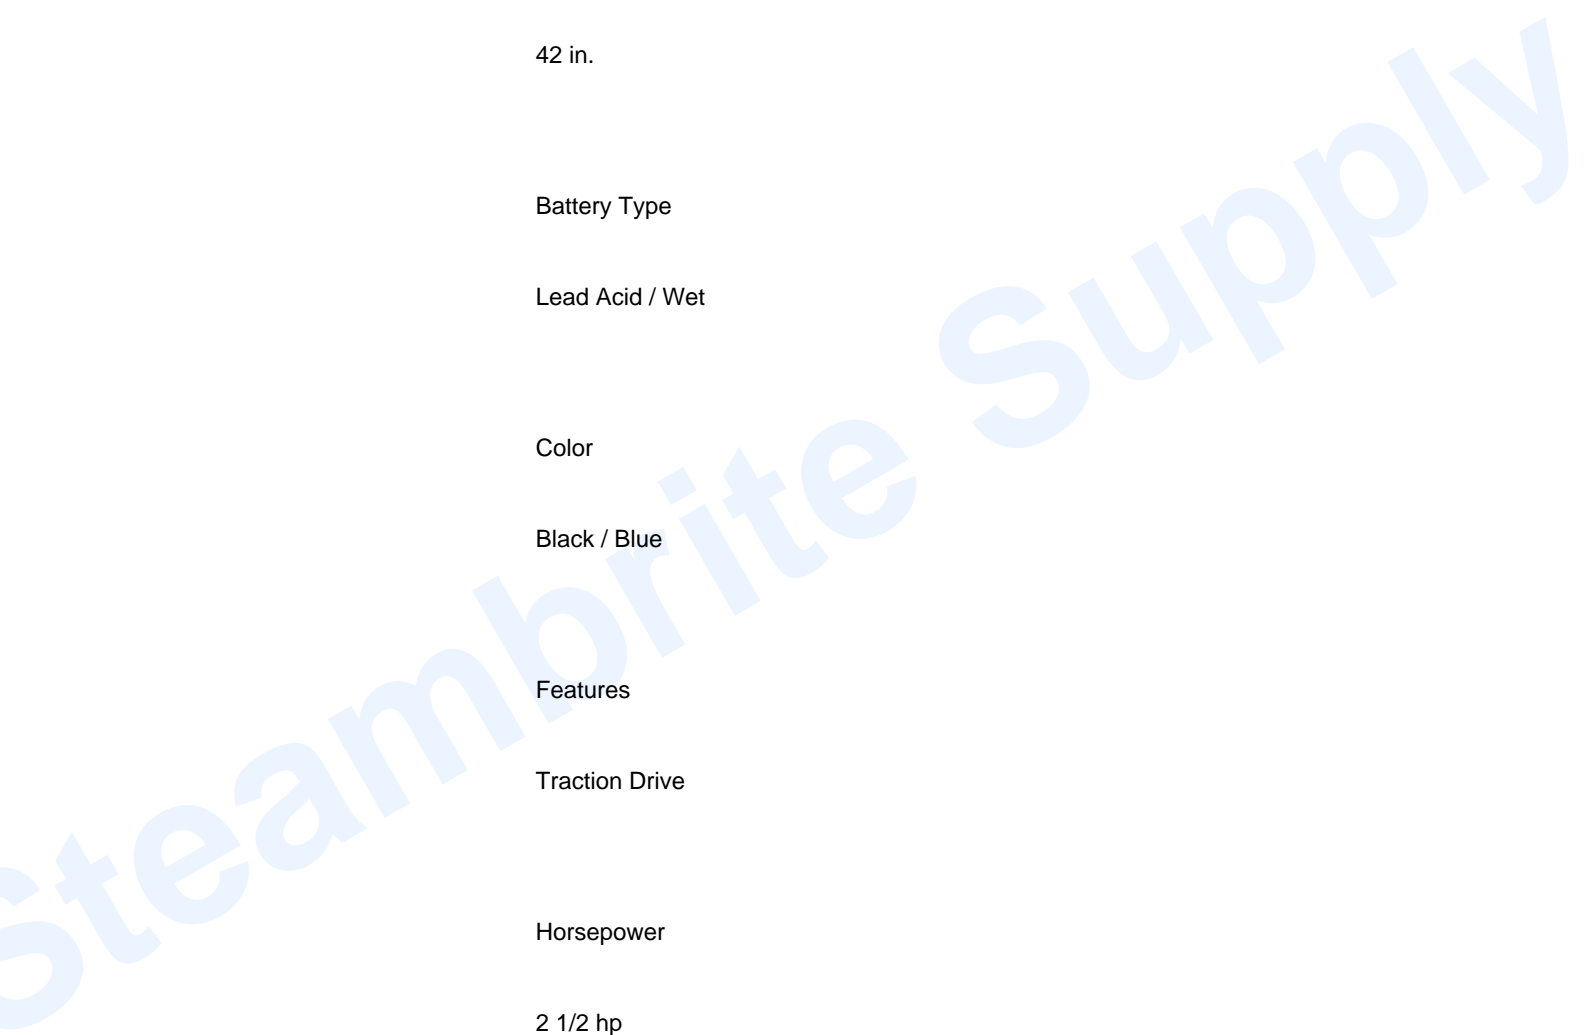 42 in.
Battery Type
Lead Acid / Wet
Color
Black / Blue
Features
Traction Drive
Horsepower
2 1/2 hp
Steambrite Supply